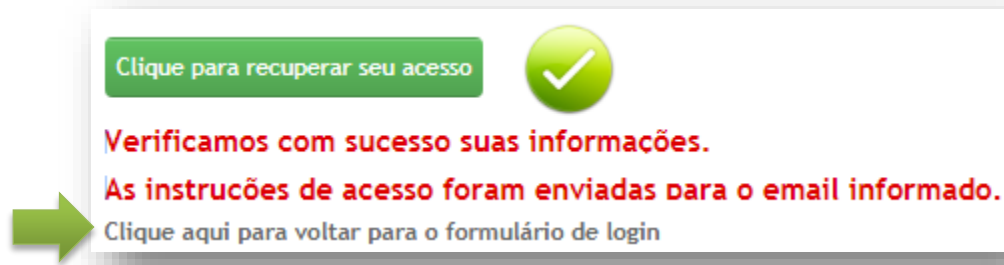 Clique para recuperar seu acesso
Verificamos com sucesso suas informações.
As instruções de acesso foram enviadas para o email informado.
Clique aqui para voltar para o formulário de login